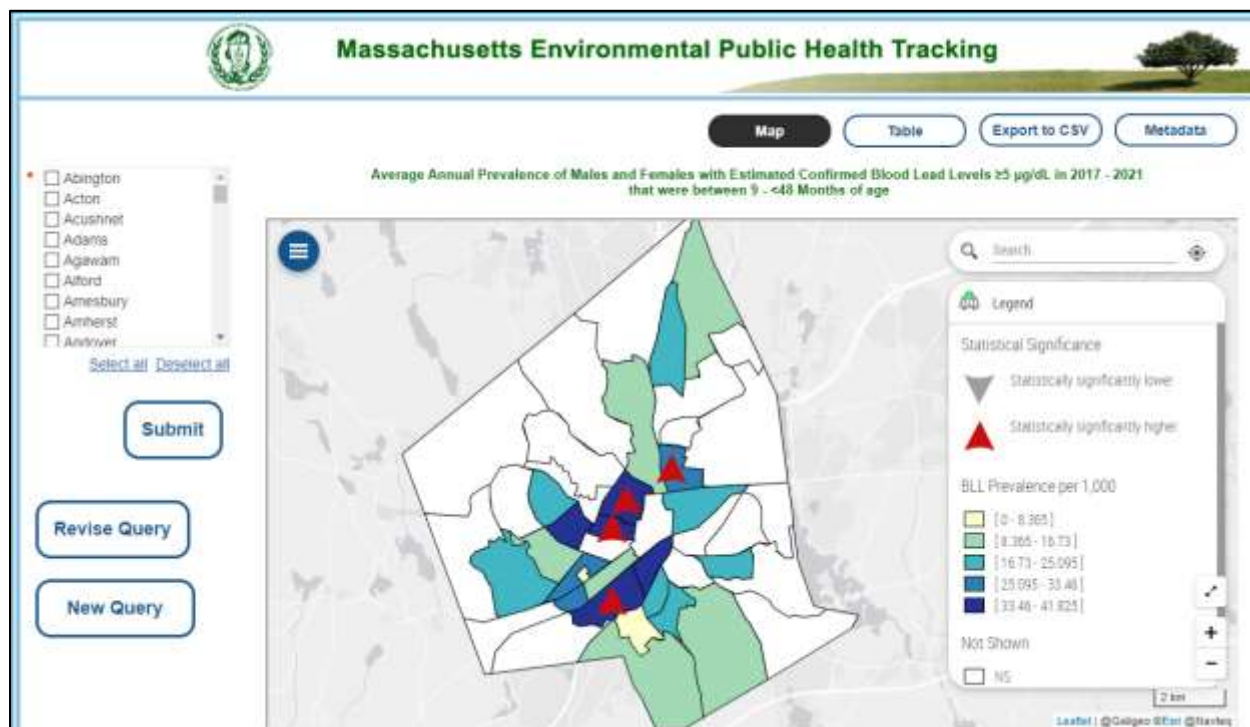 Massachusetts Environmental Public Health Tracking
Map
Table
Export to CSV
Metadata
Average Annual Prevalence of Males and Females with Estimated Confirmed Blood Lead Levels ≥5 µg/dL in 2017 - 2021
that were between 9 - <48 Months of age
* Abington
Acton
Acushnet
Adams
Agawam
Alford
Amesbury
Amherst
Andover
Select all Deselect all
Submit
Revise Query
New Query
Search
Legend
Statistical Significance
Statistically significantly lower
Statistically significantly higher
BLL Prevalence per 1,000
[0 - 8.365]
[8.365 - 16.73]
[16.73 - 25.095]
[25.095 - 33.46]
[33.46 - 41.825]
Not Shown
NS
+
−
2 km
Leaflet | @Galigeo ©Esri @Navteq